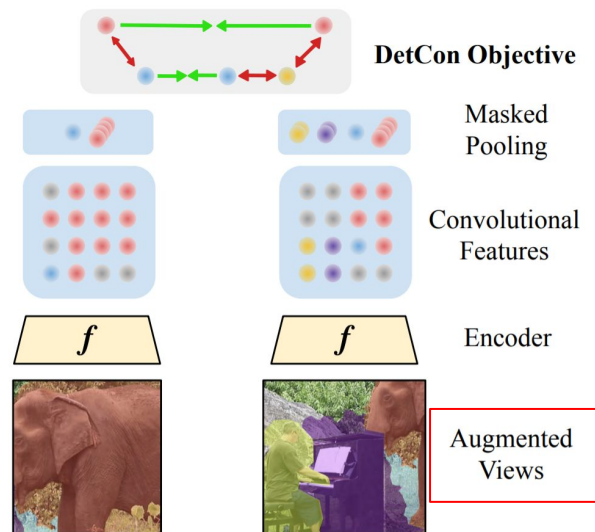 DetCon Objective
Masked
Pooling
Convolutional
Features
f
f
Encoder
Augmented
Views